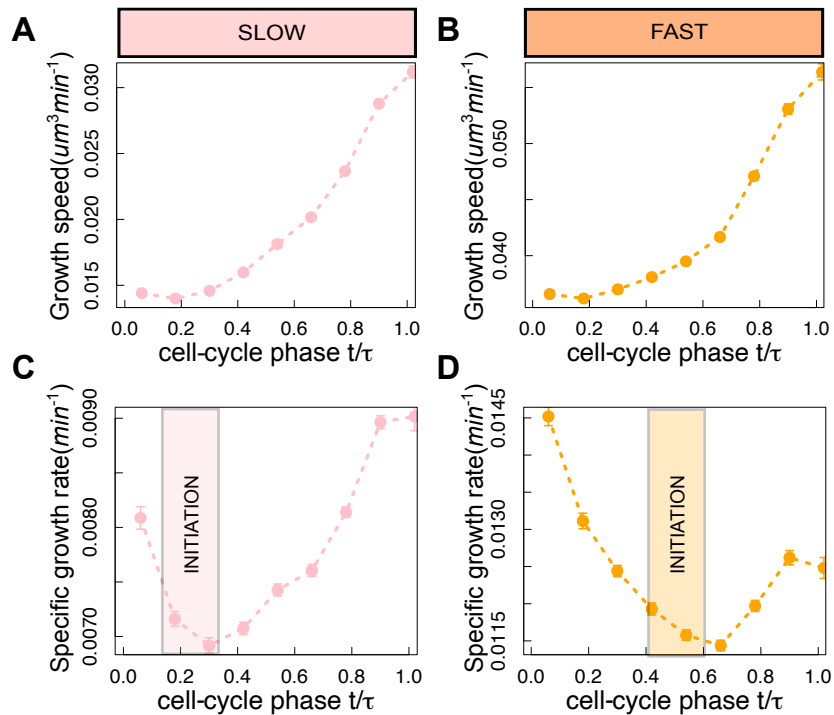 A
SLOW
Growth speed(um³min⁻¹)
0.030
0.025
0.020
0.015
0.0 0.2 0.4 0.6 0.8 1.0
cell-cycle phase t/τ
B
FAST
Growth speed(um³min⁻¹)
0.050
0.040
0.0 0.2 0.4 0.6 0.8 1.0
cell-cycle phase t/τ
C
Specific growth rate(min⁻¹)
0.0090
0.0080
0.0070
INITIATION
0.0 0.2 0.4 0.6 0.8 1.0
cell-cycle phase t/τ
D
Specific growth rate(min⁻¹)
0.0145
0.0130
0.0115
INITIATION
0.0 0.2 0.4 0.6 0.8 1.0
cell-cycle phase t/τ